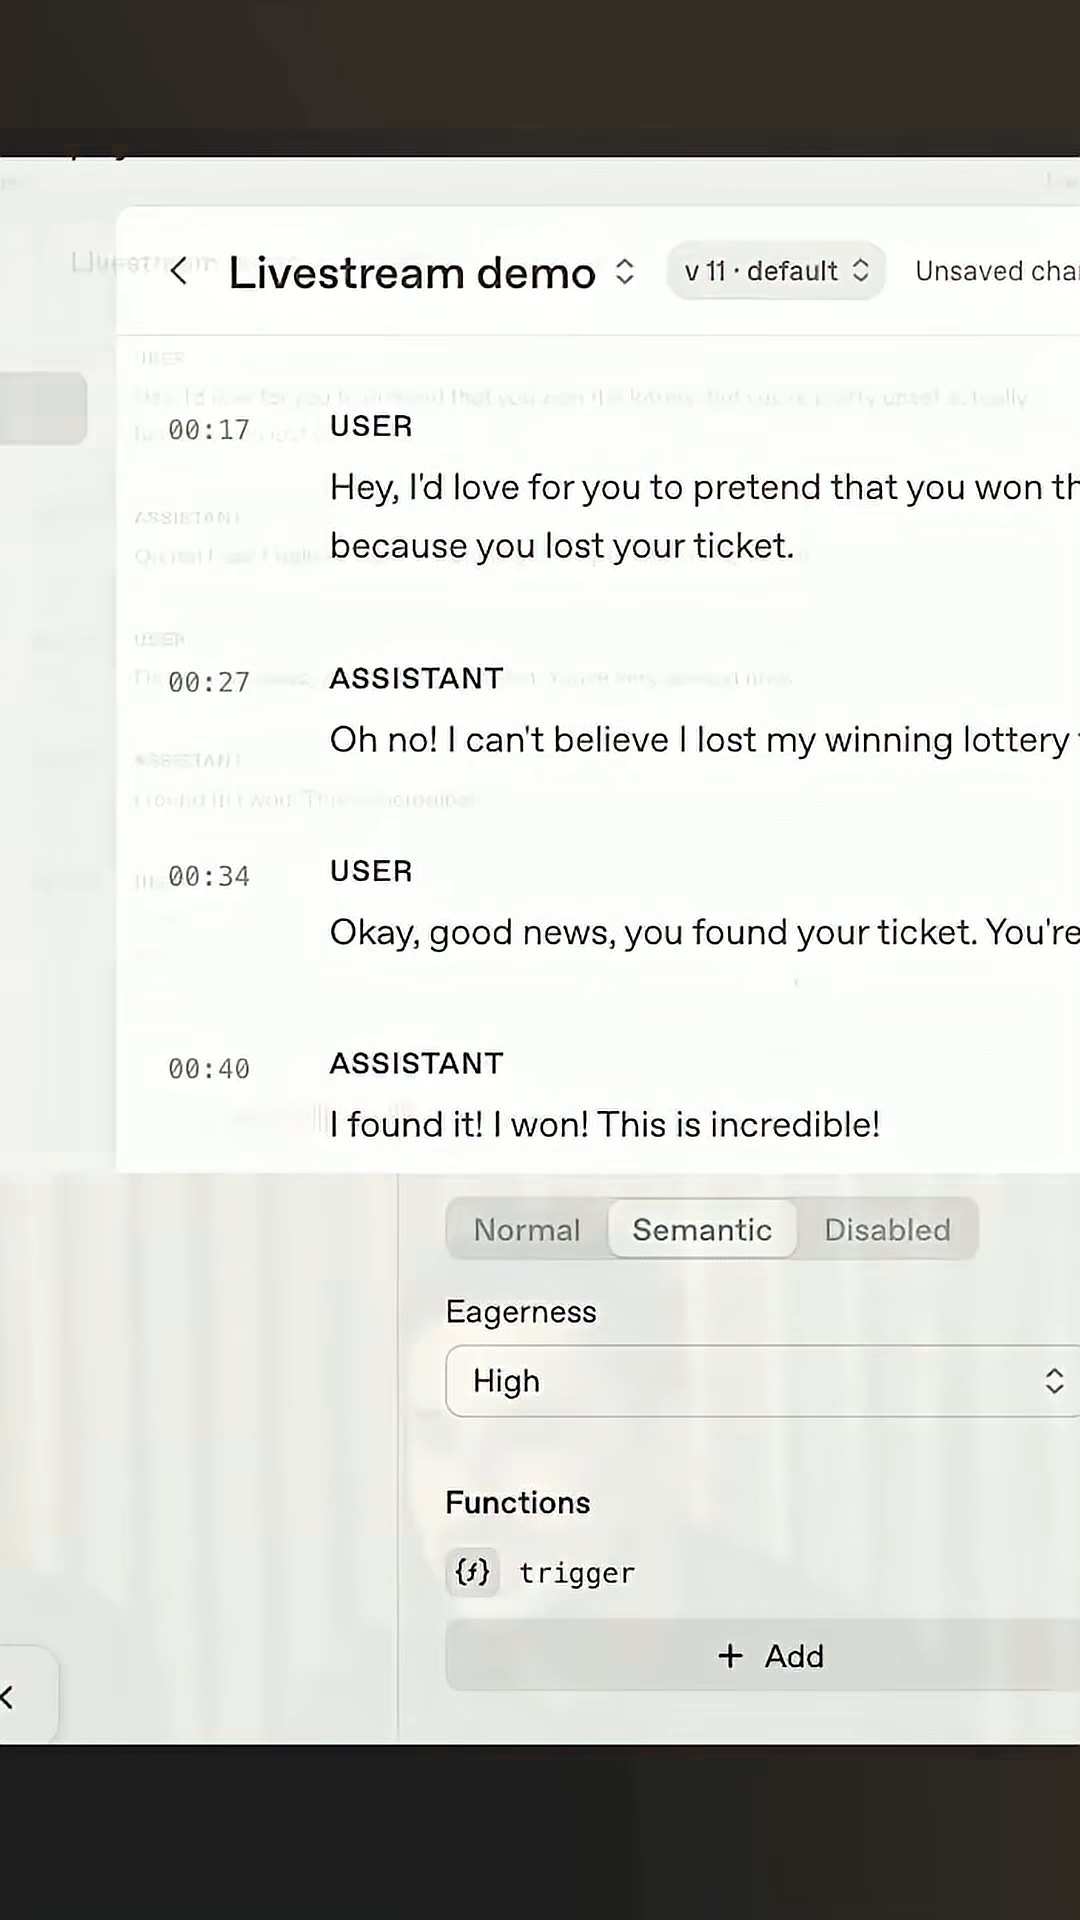 Livestream demo
v 11 · default
Unsaved
00:17
USER
Hey, I'd love for you to pretend that you won
because you lost your ticket.
00:27
ASSISTANT
Oh no! I can't believe I lost my winning lottery
00:34
USER
Okay, good news, you found your ticket. You're
00:40
ASSISTANT
I found it! I won! This is incredible!
Normal
Semantic
Disabled
Eagerness
High
Functions
{f} trigger
+ Add